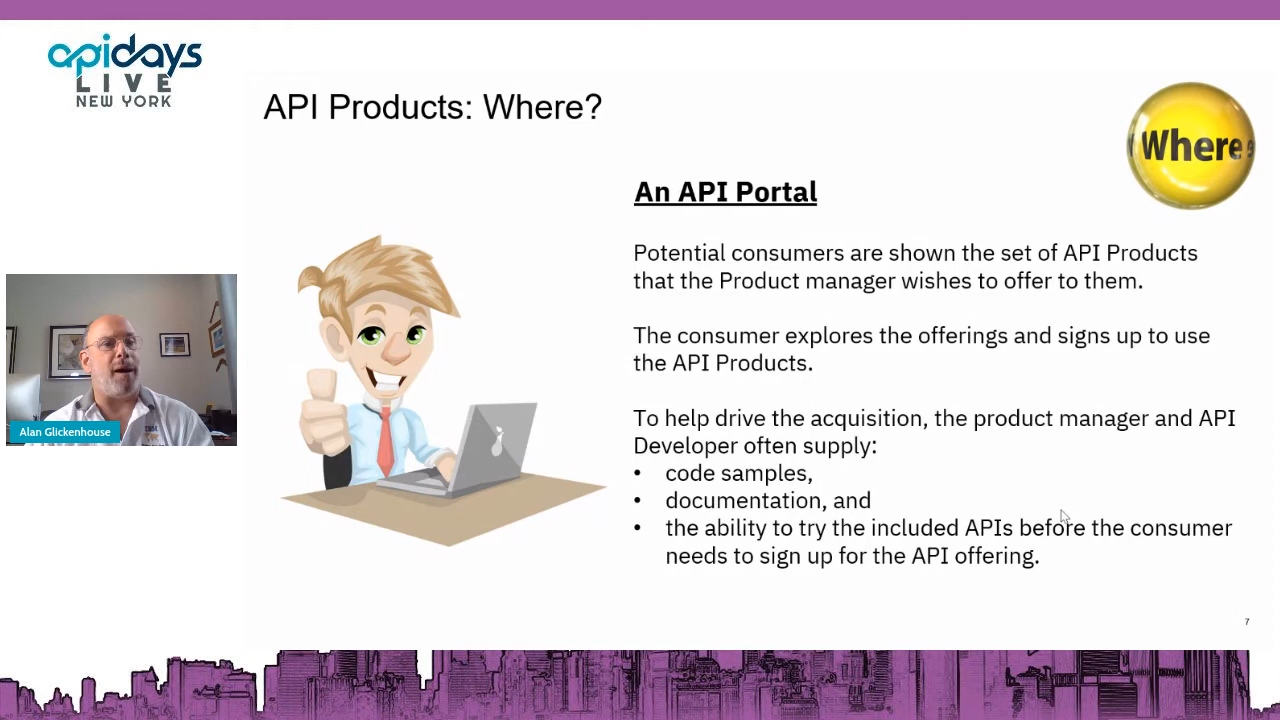 apidays
LIVE
NEW YORK
API Products: Where?
Where
An API Portal
Potential consumers are shown the set of API Products
that the Product manager wishes to offer to them.
The consumer explores the offerings and signs up to use
the API Products.
To help drive the acquisition, the product manager and API
Developer often supply:
• code samples,
• documentation, and
• the ability to try the included APIs before the consumer
needs to sign up for the API offering.
Alan Glickenhouse
7